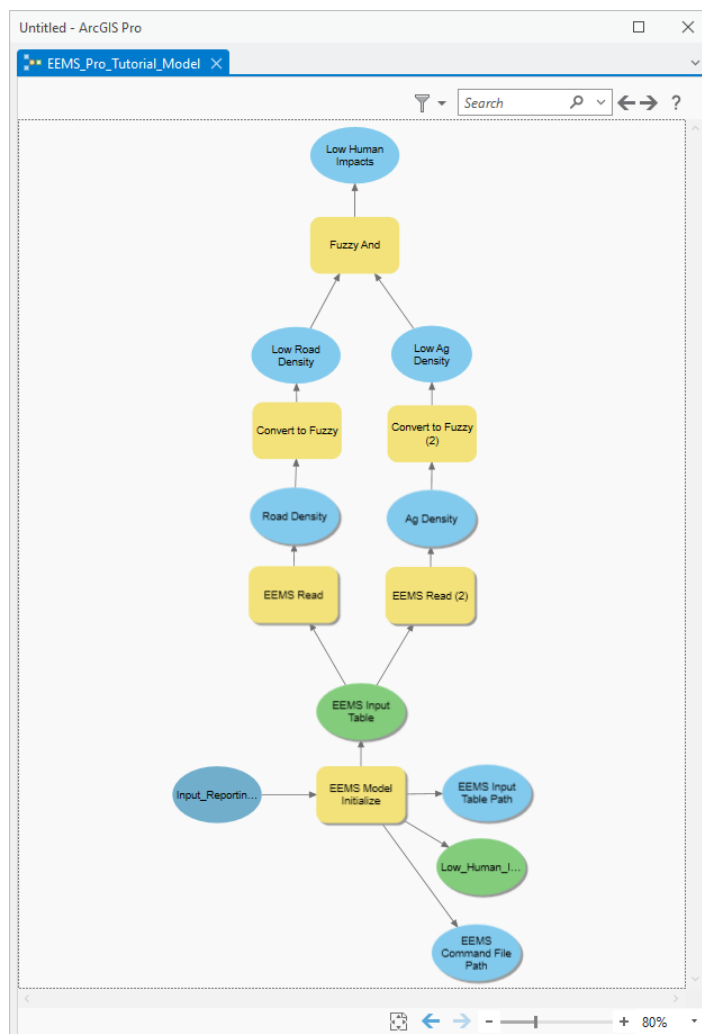 Untitled - ArcGIS Pro
EEMS_Pro_Tutorial_Model
Search
?
Low Human
Impacts
Fuzzy And
Low Road
Density
Low Ag
Density
Convert to Fuzzy
Convert to Fuzzy
(2)
Road Density
Ag Density
EEMS Read
EEMS Read (2)
EEMS Input
Table
Input_Reportin...
EEMS Model
Initialize
EEMS Input
Table Path
Low_Human_I...
EEMS
Command File
Path
- + 80%